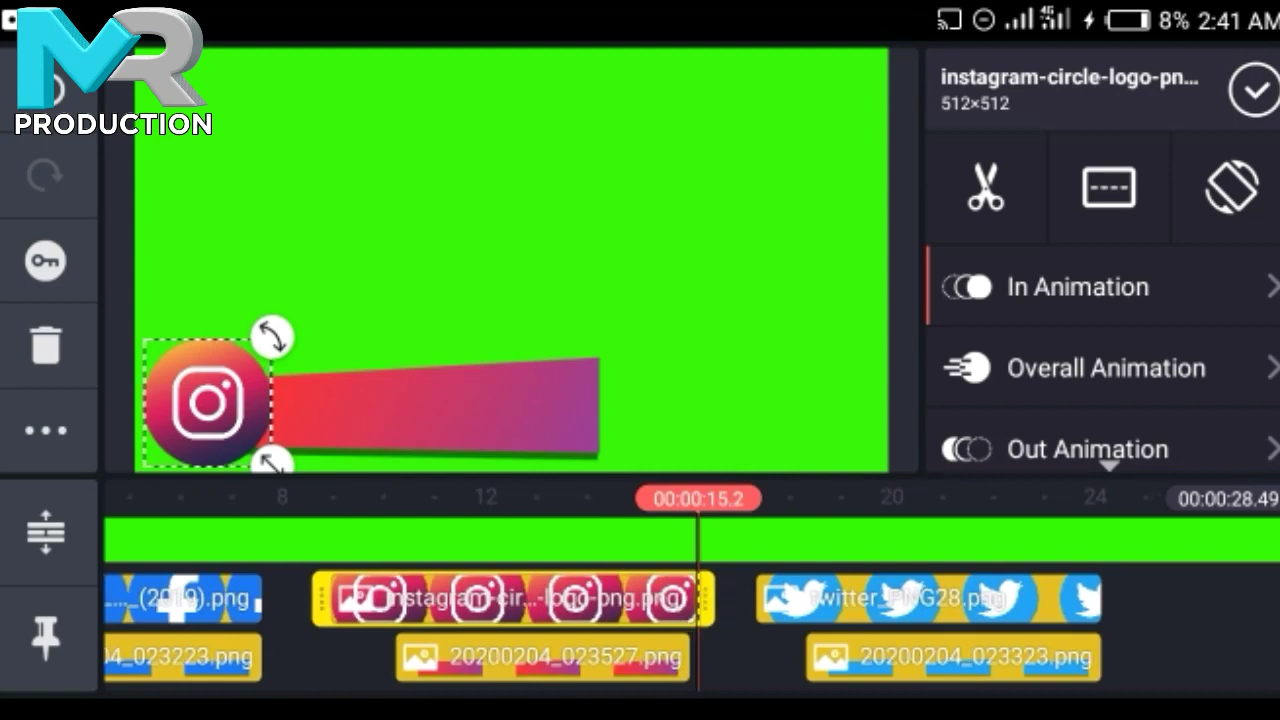 MR
PRODUCTION
4G 8% 2:41 AM
instagram-circle-logo-pn...
512×512
In Animation
Overall Animation
Out Animation
8 12 00:00:15.2 20 24 00:00:28.49
..._(2019).png
instagram-cir...-logo-png.png
twitter_PNG28.png
04_023223.png
20200204_023527.png
20200204_023323.png